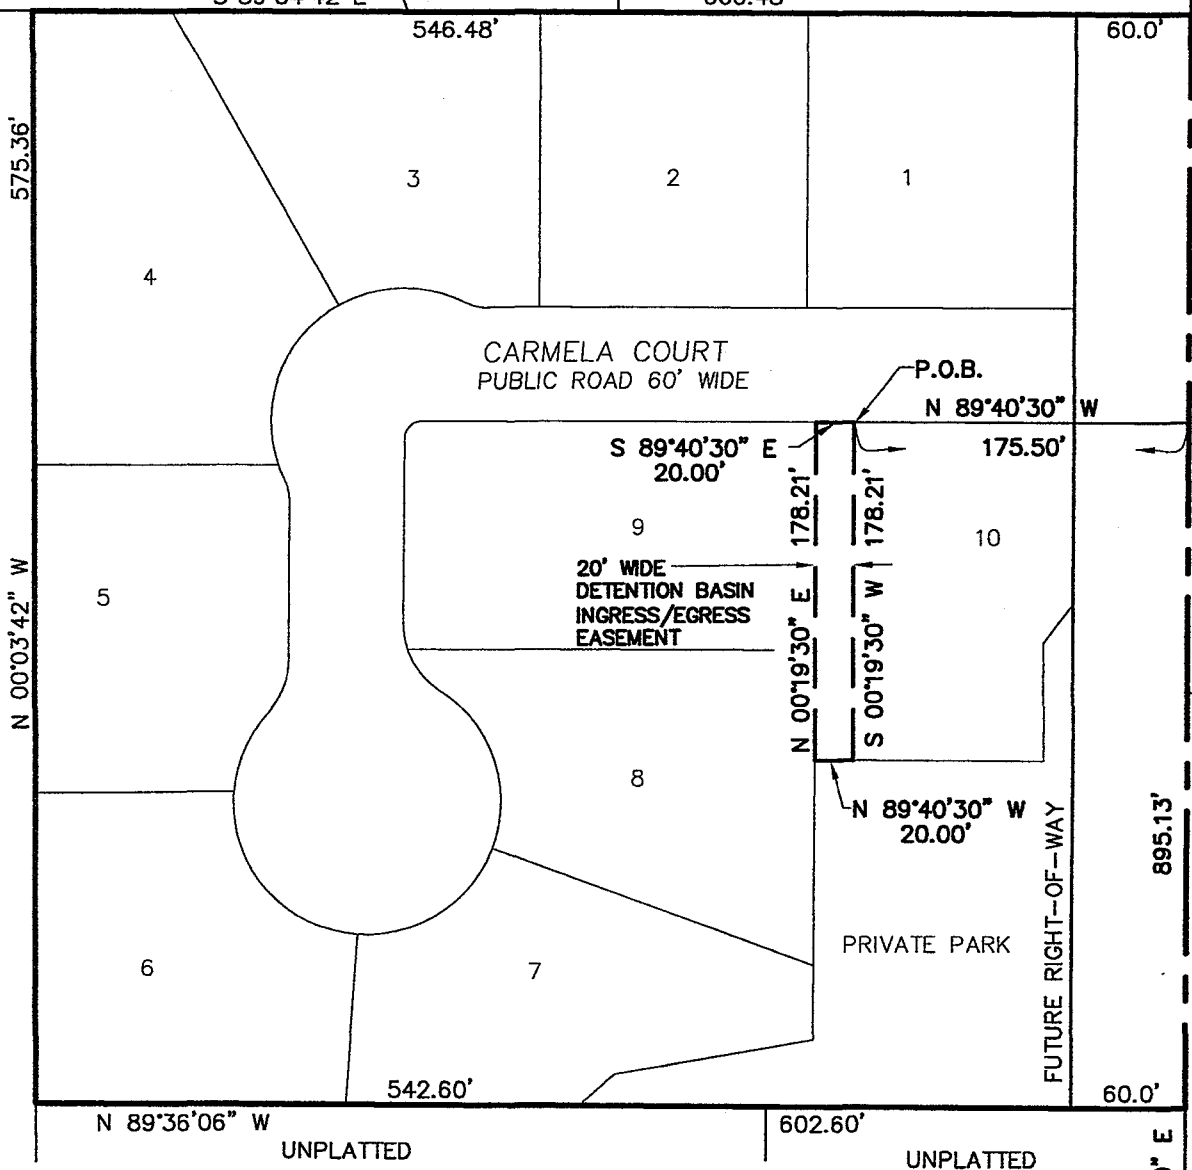 546.48'
60.0'
575.36'
3
2
1
4
CARMELA COURT
PUBLIC ROAD 60' WIDE
P.O.B.
N 89°40'30" W
175.50'
S 89°40'30" E
20.00'
178.21'
178.21'
9
10
20' WIDE
DETENTION BASIN
INGRESS/EGRESS
EASEMENT
N 00°19'30" E
S 00°19'30" W
5
N 00°03'42" W
8
N 89°40'30" W
20.00'
895.13'
PRIVATE PARK
FUTURE RIGHT-OF-WAY
6
7
542.60'
60.0'
N 89°36'06" W
602.60'
UNPLATTED
UNPLATTED